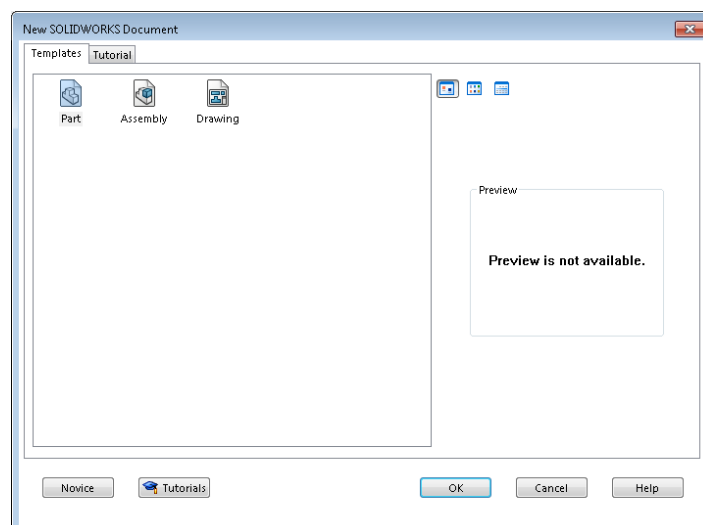 New SOLIDWORKS Document
Templates Tutorial
Part Assembly Drawing
Preview
Preview is not available.
Novice Tutorials OK Cancel Help